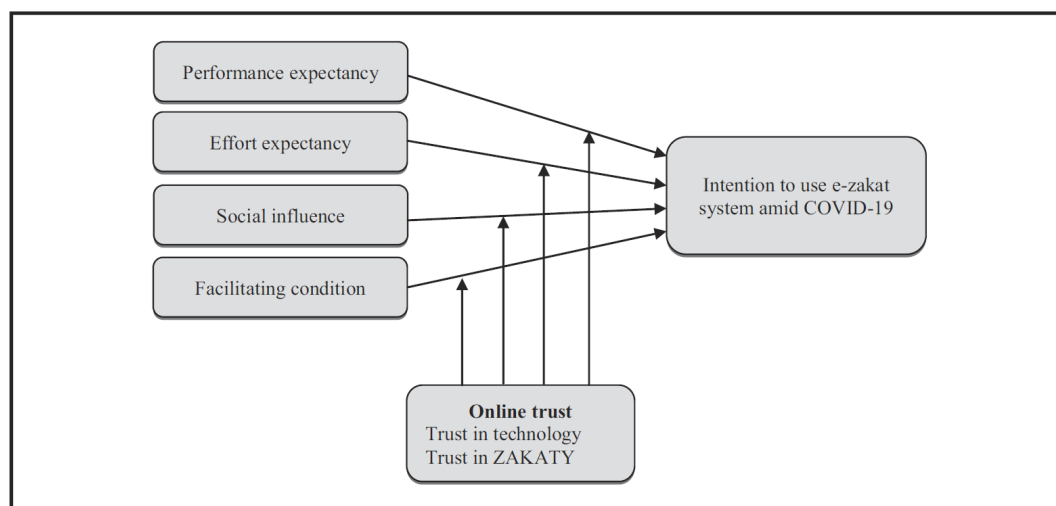 Performance expectancy
Effort expectancy
Social influence
Facilitating condition
Intention to use e-zakat
system amid COVID-19
Online trust
Trust in technology
Trust in ZAKATY